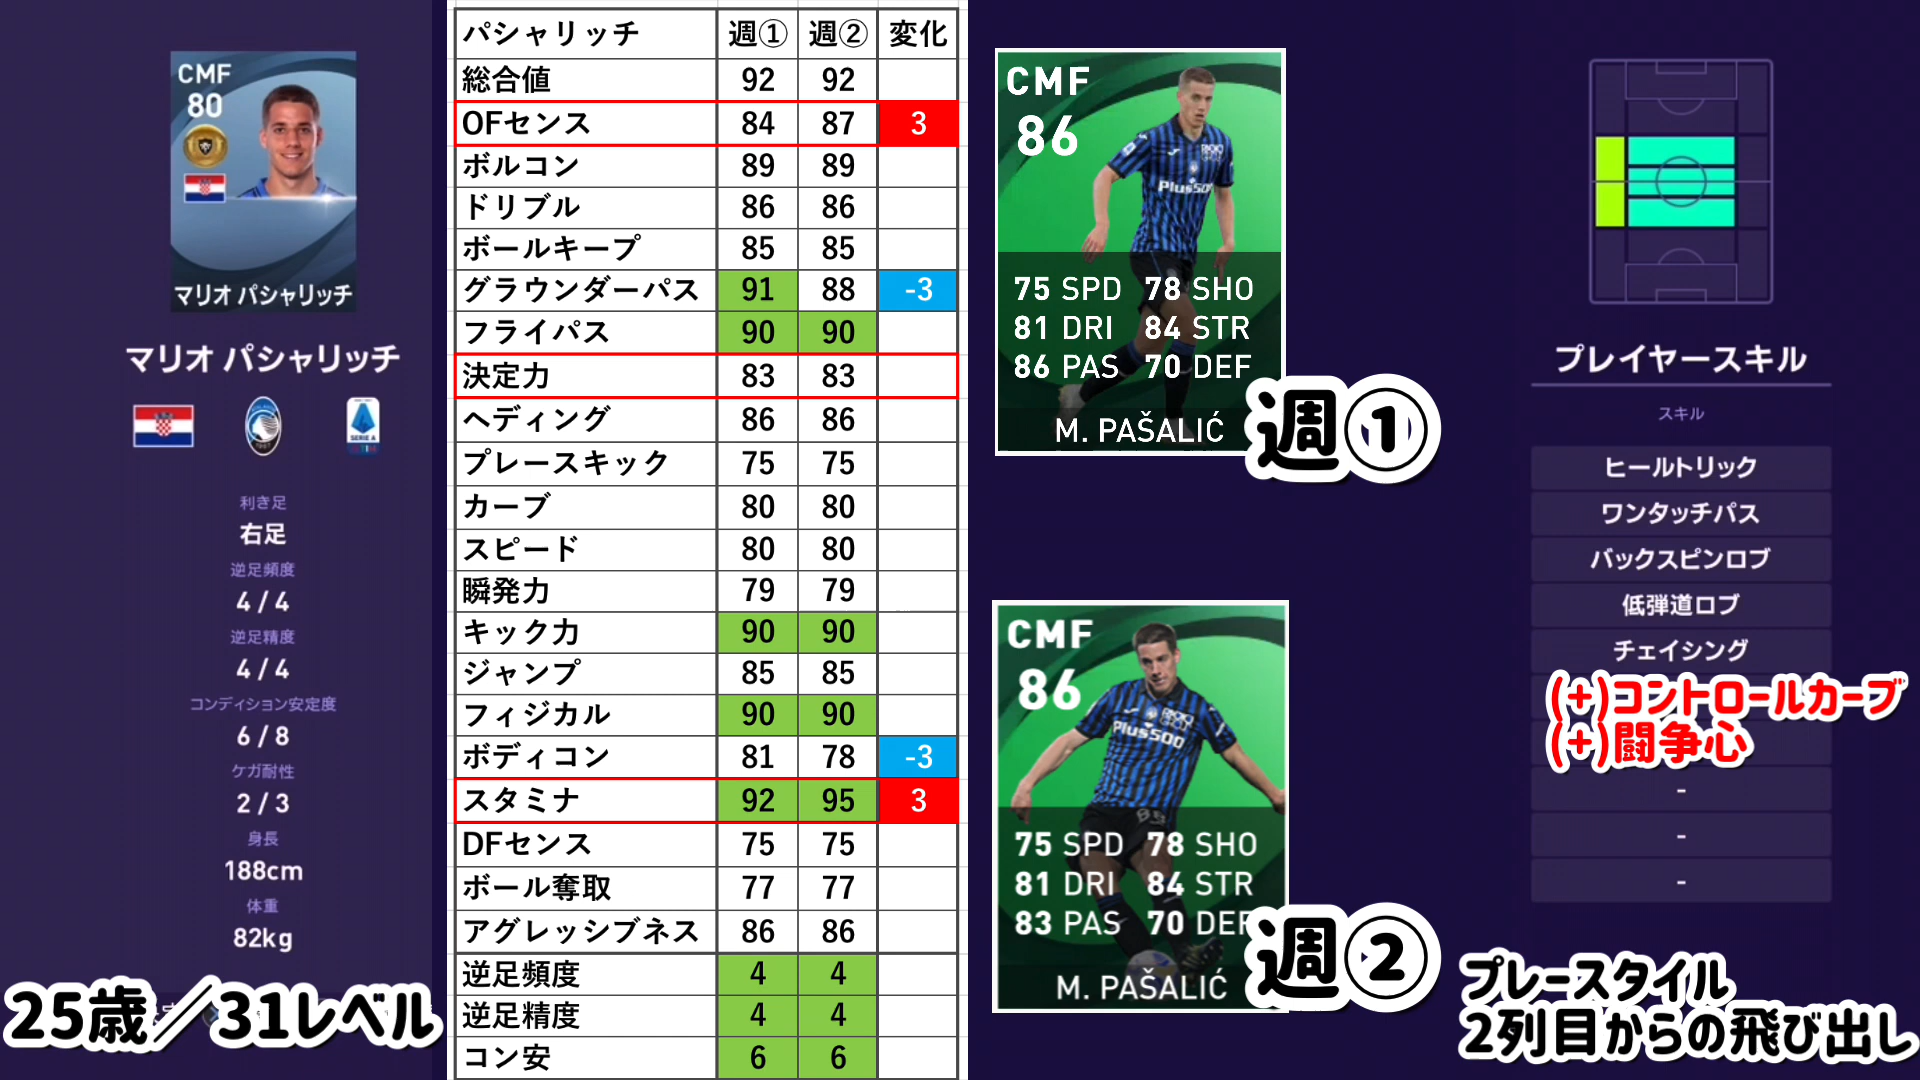 CMF
80
マリオ パシャリッチ
マリオ パシャリッチ
SERIE A
利き足
右足
逆足頻度
4 / 4
逆足精度
4 / 4
コンディション安定度
6 / 8
ケガ耐性
2 / 3
身長
188cm
体重
82kg
25歳／31レベル
パシャリッチ 週① 週② 変化
総合値 92 92
OFセンス 84 87 3
ボルコン 89 89
ドリブル 86 86
ボールキープ 85 85
グラウンダーパス 91 88 -3
フライパス 90 90
決定力 83 83
ヘディング 86 86
プレースキック 75 75
カーブ 80 80
スピード 80 80
瞬発力 79 79
キック力 90 90
ジャンプ 85 85
フィジカル 90 90
ボディコン 81 78 -3
スタミナ 92 95 3
DFセンス 75 75
ボール奪取 77 77
アグレッシブネス 86 86
逆足頻度 4 4
逆足精度 4 4
コン安 6 6
CMF
86
Plus500
75 SPD 78 SHO
81 DRI 84 STR
86 PAS 70 DEF
M. PAŠALIĆ
週①
CMF
86
Plus500
75 SPD 78 SHO
81 DRI 84 STR
83 PAS 70 DEF
M. PAŠALIĆ
週②
プレイヤースキル
スキル
ヒールトリック
ワンタッチパス
バックスピンロブ
低弾道ロブ
チェイシング
(+)コントロールカーブ
(+)闘争心
-
-
-
プレースタイル
2列目からの飛び出し